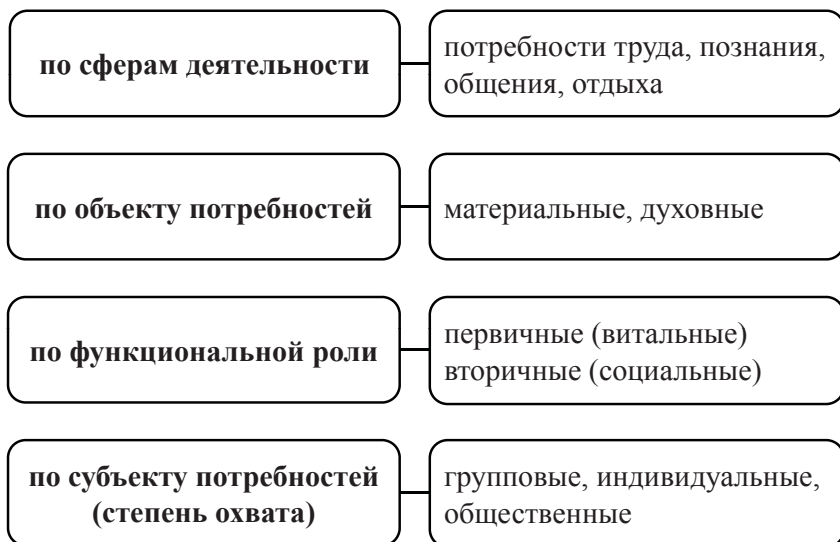 по сферам деятельности
потребности труда, познания,
общения, отдыха
по объекту потребностей
материальные, духовные
по функциональной роли
первичные (витальные)
вторичные (социальные)
по субъекту потребностей
(степень охвата)
групповые, индивидуальные,
общественные